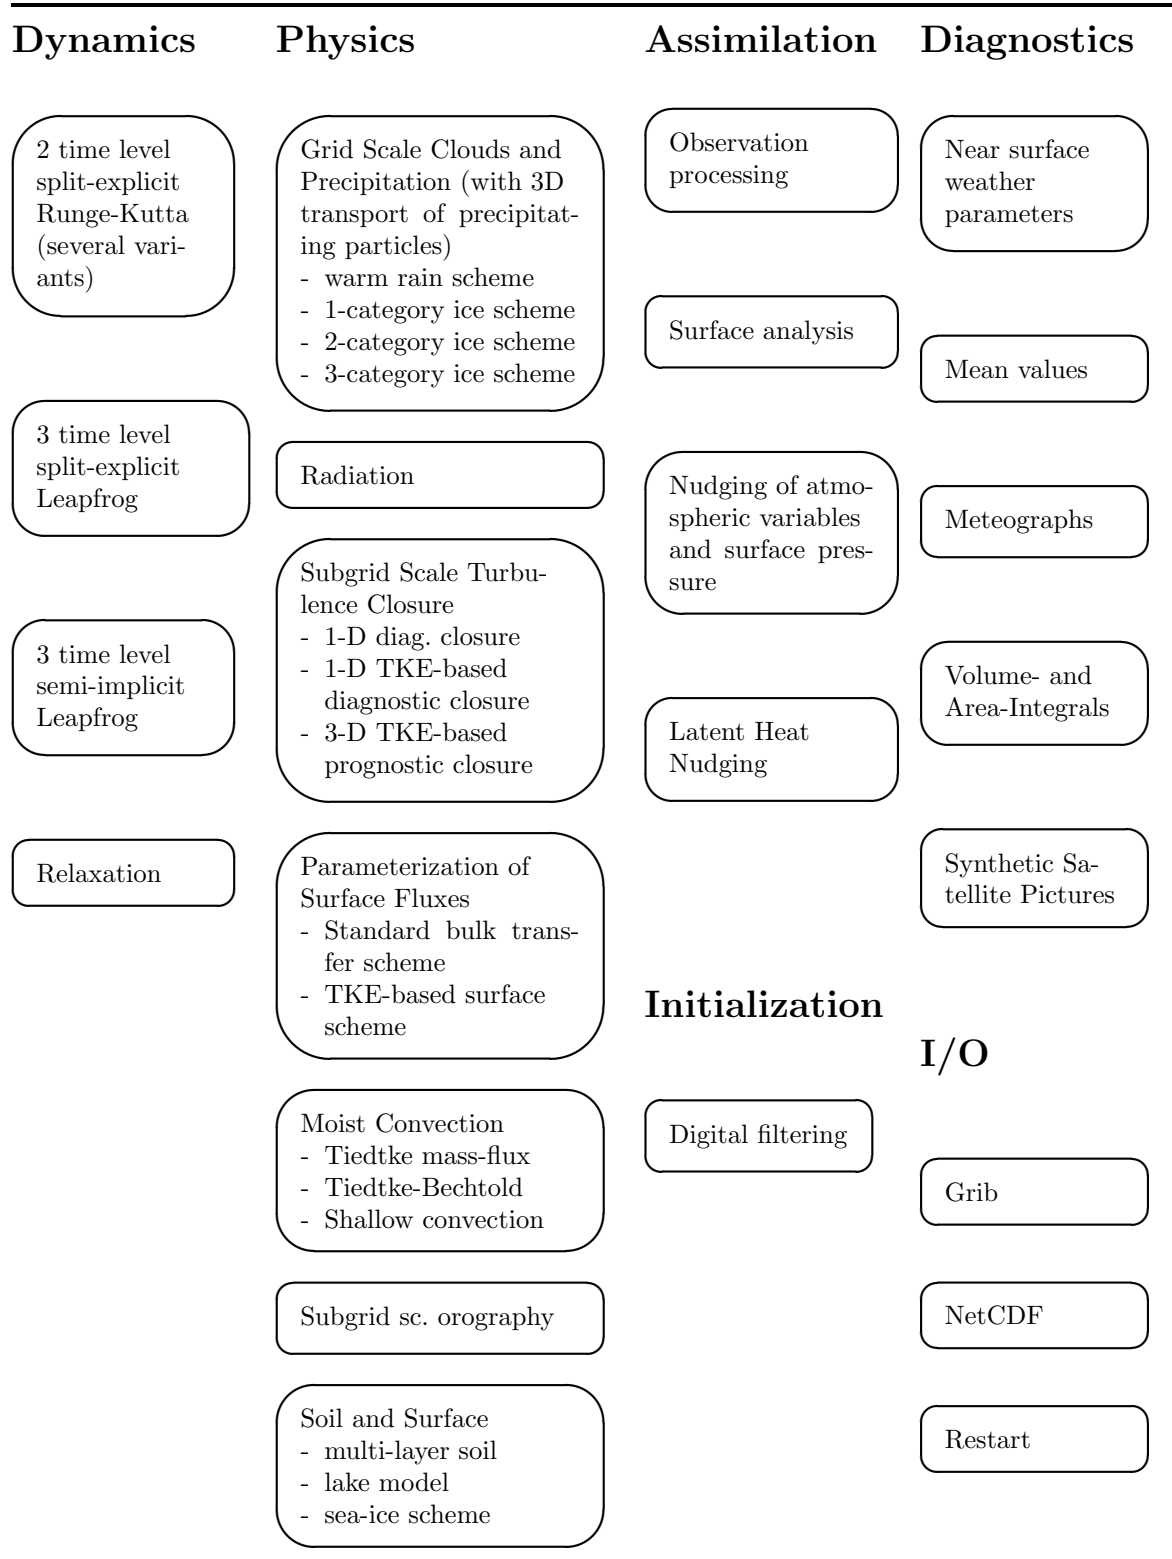 Dynamics
2 time level
split-explicit
Runge-Kutta
(several vari-
ants)
3 time level
split-explicit
Leapfrog
3 time level
semi-implicit
Leapfrog
Relaxation
Physics
Grid Scale Clouds and
Precipitation (with 3D
transport of precipitat-
ing particles)
- warm rain scheme
- 1-category ice scheme
- 2-category ice scheme
- 3-category ice scheme
Radiation
Subgrid Scale Turbu-
lence Closure
- 1-D diag. closure
- 1-D TKE-based
diagnostic closure
- 3-D TKE-based
prognostic closure
Parameterization of
Surface Fluxes
- Standard bulk trans-
fer scheme
- TKE-based surface
scheme
Moist Convection
- Tiedtke mass-flux
- Tiedtke-Bechtold
- Shallow convection
Subgrid sc. orography
Soil and Surface
- multi-layer soil
- lake model
- sea-ice scheme
Assimilation
Observation
processing
Surface analysis
Nudging of atmo-
spheric variables
and surface pres-
sure
Latent Heat
Nudging
Initialization
Digital filtering
Diagnostics
Near surface
weather
parameters
Mean values
Meteographs
Volume- and
Area-Integrals
Synthetic Sa-
tellite Pictures
I/O
Grib
NetCDF
Restart